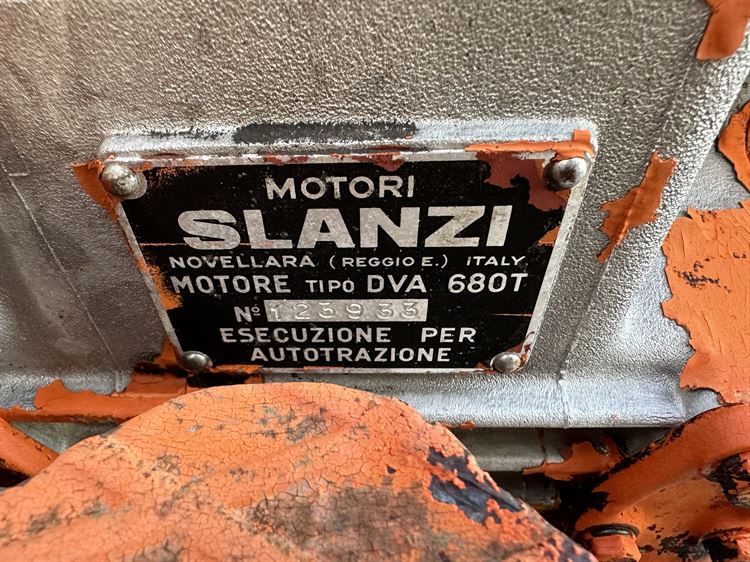 MOTORI
SLANZI
NOVELLARA (REGGIO E.) ITALY
MOTORE TIPO DVA 680T
Nº 123933
ESECUZIONE PER
AUTOTRAZIONE